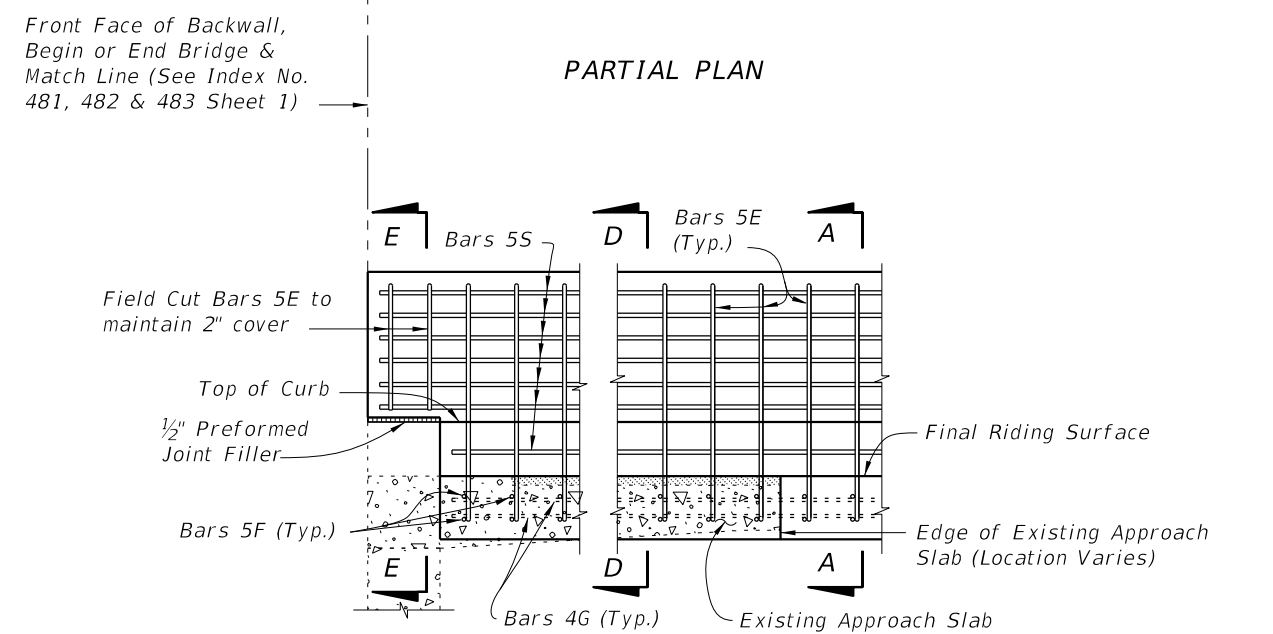 Front Face of Backwall,
Begin or End Bridge &
Match Line (See Index No.
481, 482 & 483 Sheet 1)
PARTIAL PLAN
E
Bars 5S
D
Bars 5E
(Typ.)
A
Field Cut Bars 5E to
maintain 2" cover
Top of Curb
½" Preformed
Joint Filler
Final Riding Surface
Bars 5F (Typ.)
Edge of Existing Approach
Slab (Location Varies)
E
D
A
Bars 4G (Typ.)
Existing Approach Slab